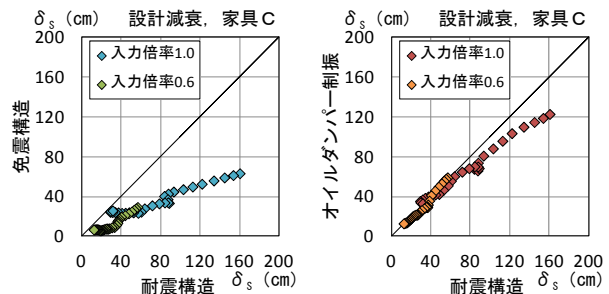 δs (cm) 設計減衰, 家具C
200
160
120
80
40
0
免震構造
入力倍率1.0
入力倍率0.6
0 40 80 120 160 200
耐震構造 δs (cm)
δs (cm) 設計減衰, 家具C
200
160
120
80
40
0
オイルダンパー制振
入力倍率1.0
入力倍率0.6
0 40 80 120 160 200
耐震構造 δs (cm)